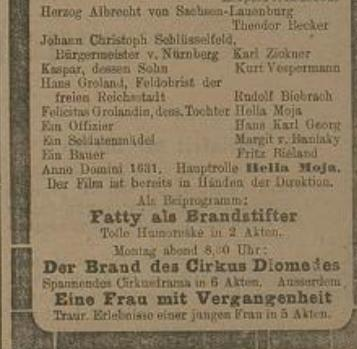 Herzog Albrecht von Sachsen-Lauenburg
Theodor Becker
Johann Christoph Schlüsselfeld,
Bürgermeister v. Nürnberg Karl Zickner
Kaspar, dessen Sohn Kurt Vespermann
Hans Groland, Feldobrist der
freien Reichstadt Rudolf Biebrach
Felicitas Grolandin, dess. Tochter Hella Moja
Ein Offizier Hans Karl Georg
Ein Soldatenmädel Margit v. Banlaky
Ein Bauer Fritz Rieland
Anno Domini 1631. Hauptrolle Hella Moja.
Der Film ist bereits in Händen der Direktion.
Als Beiprogramm:
Fatty als Brandstifter
Tolle Humoreske in 2 Akten.
Montag abend 8,30 Uhr:
Der Brand des Cirkus Diomedes
Spannendes Cirkusdrama in 6 Akten. Ausserdem
Eine Frau mit Vergangenheit
Traur. Erlebnisse einer jungen Frau in 5 Akten.